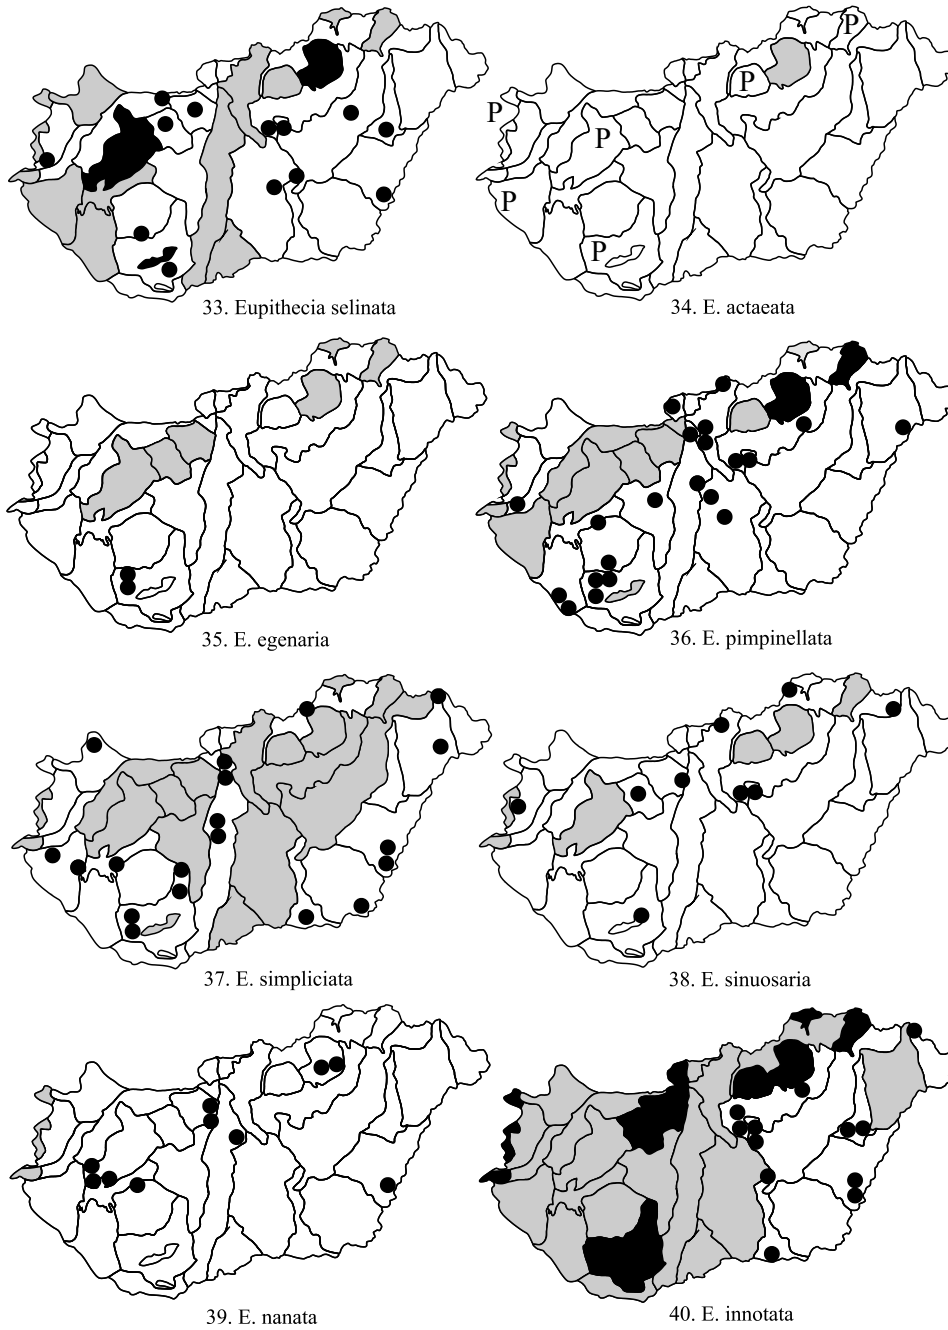 P
P
P
P
P
P
33. Eupithecia selinata
34. E. actaeata
35. E. egenaria
36. E. pimpinellata
37. E. simpliciata
38. E. sinuosaria
39. E. nanata
40. E. innotata